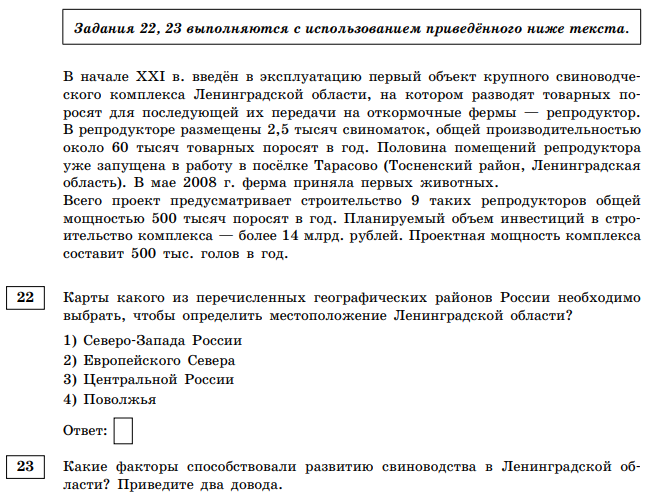 Задания 22, 23 выполняются с использованием приведённого ниже текста.
В начале XXI в. введён в эксплуатацию первый объект крупного свиноводче-
ского комплекса Ленинградской области, на котором разводят товарных по-
росят для последующей их передачи на откормочные фермы — репродуктор.
В репродукторе размещены 2,5 тысяч свиноматок, общей производительностью
около 60 тысяч товарных поросят в год. Половина помещений репродуктора
уже запущена в работу в посёлке Тарасово (Тосненский район, Ленинградская
область). В мае 2008 г. ферма приняла первых животных.
Всего проект предусматривает строительство 9 таких репродукторов общей
мощностью 500 тысяч поросят в год. Планируемый объем инвестиций в стро-
ительство комплекса — более 14 млрд. рублей. Проектная мощность комплекса
составит 500 тыс. голов в год.
22 Карты какого из перечисленных географических районов России необходимо
выбрать, чтобы определить местоположение Ленинградской области?
1) Северо-Запада России
2) Европейского Севера
3) Центральной России
4) Поволжья
Ответ:
23 Какие факторы способствовали развитию свиноводства в Ленинградской об-
ласти? Приведите два довода.